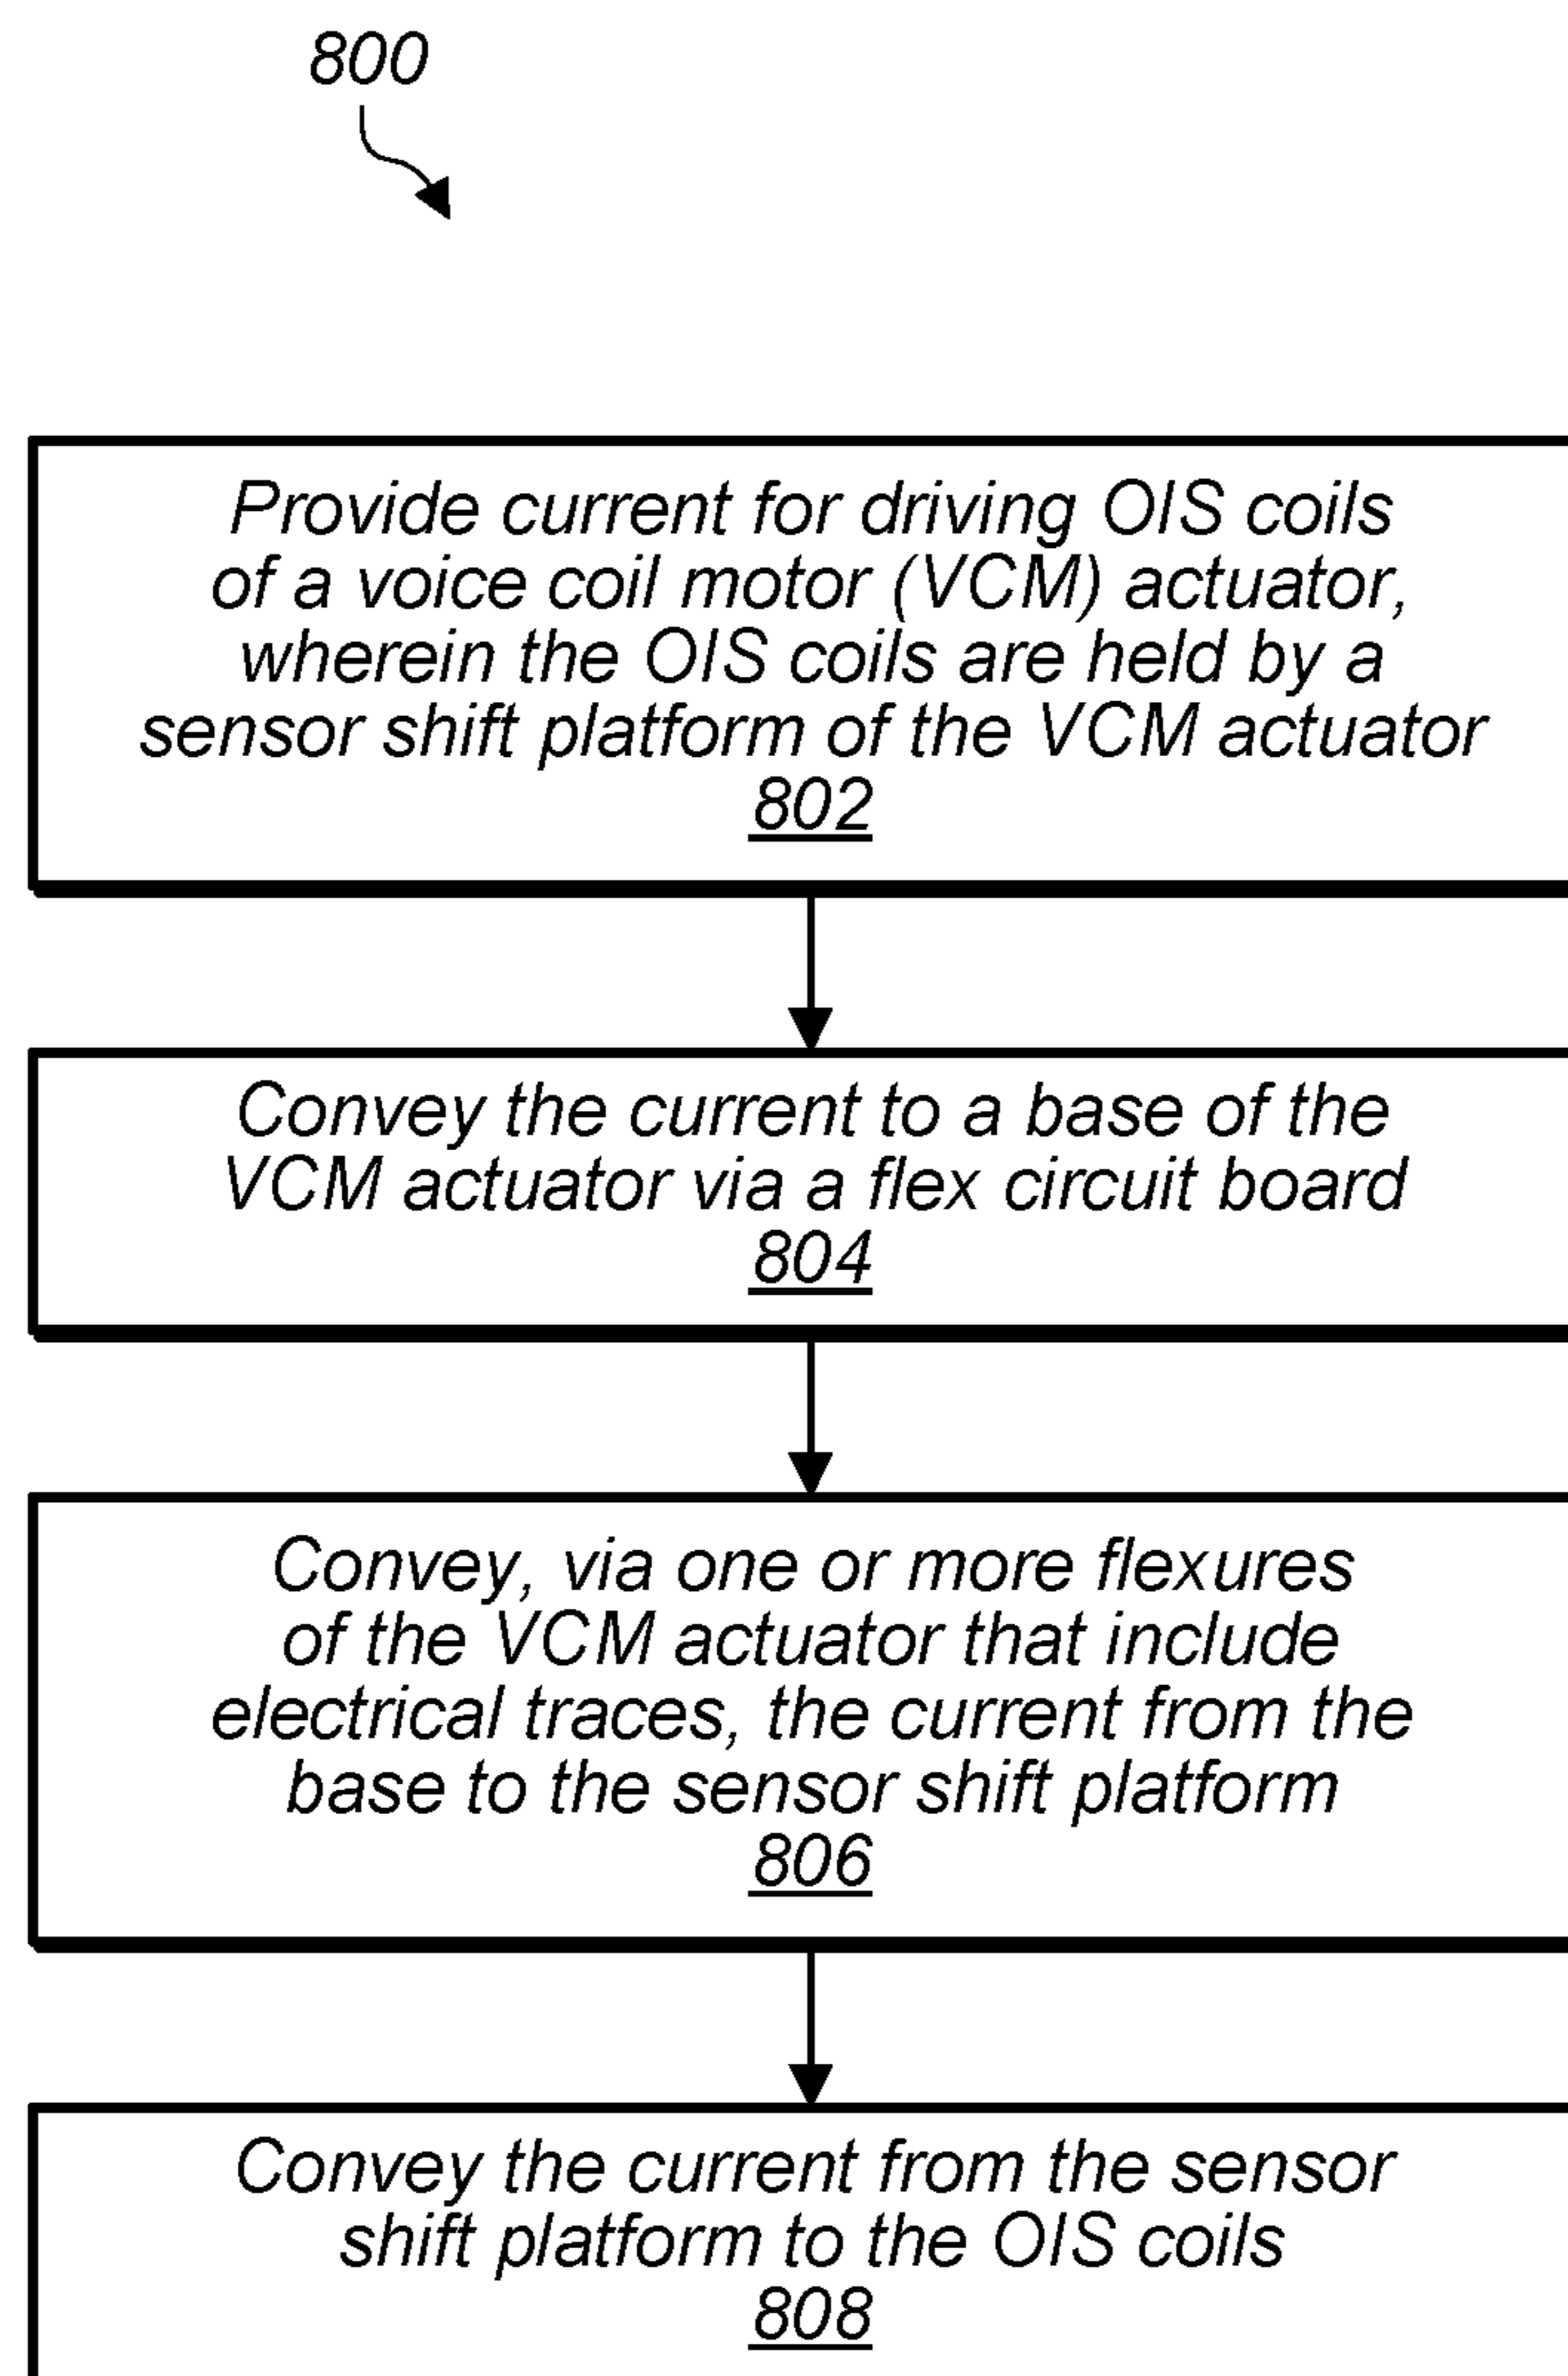 800
Provide current for driving OIS coils
of a voice coil motor (VCM) actuator,
wherein the OIS coils are held by a
sensor shift platform of the VCM actuator
802
Convey the current to a base of the
VCM actuator via a flex circuit board
804
Convey, via one or more flexures
of the VCM actuator that include
electrical traces, the current from the
base to the sensor shift platform
806
Convey the current from the sensor
shift platform to the OIS coils
808